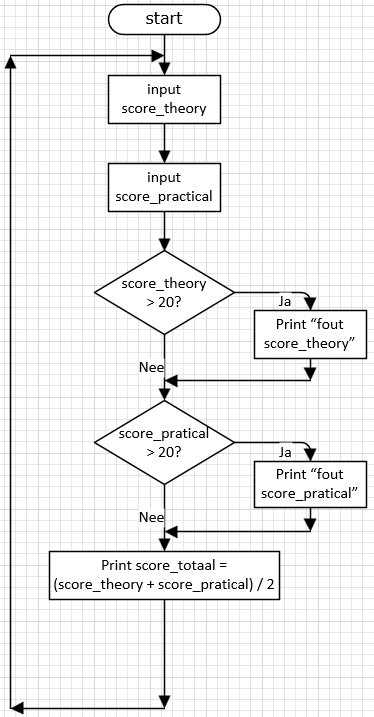 start
input
score_theory
input
score_practical
score_theory
> 20?
Ja
Print “fout
score_theory”
Nee
score_pratical
> 20?
Ja
Print “fout
score_pratical”
Nee
Print score_totaal =
(score_theory + score_pratical) / 2